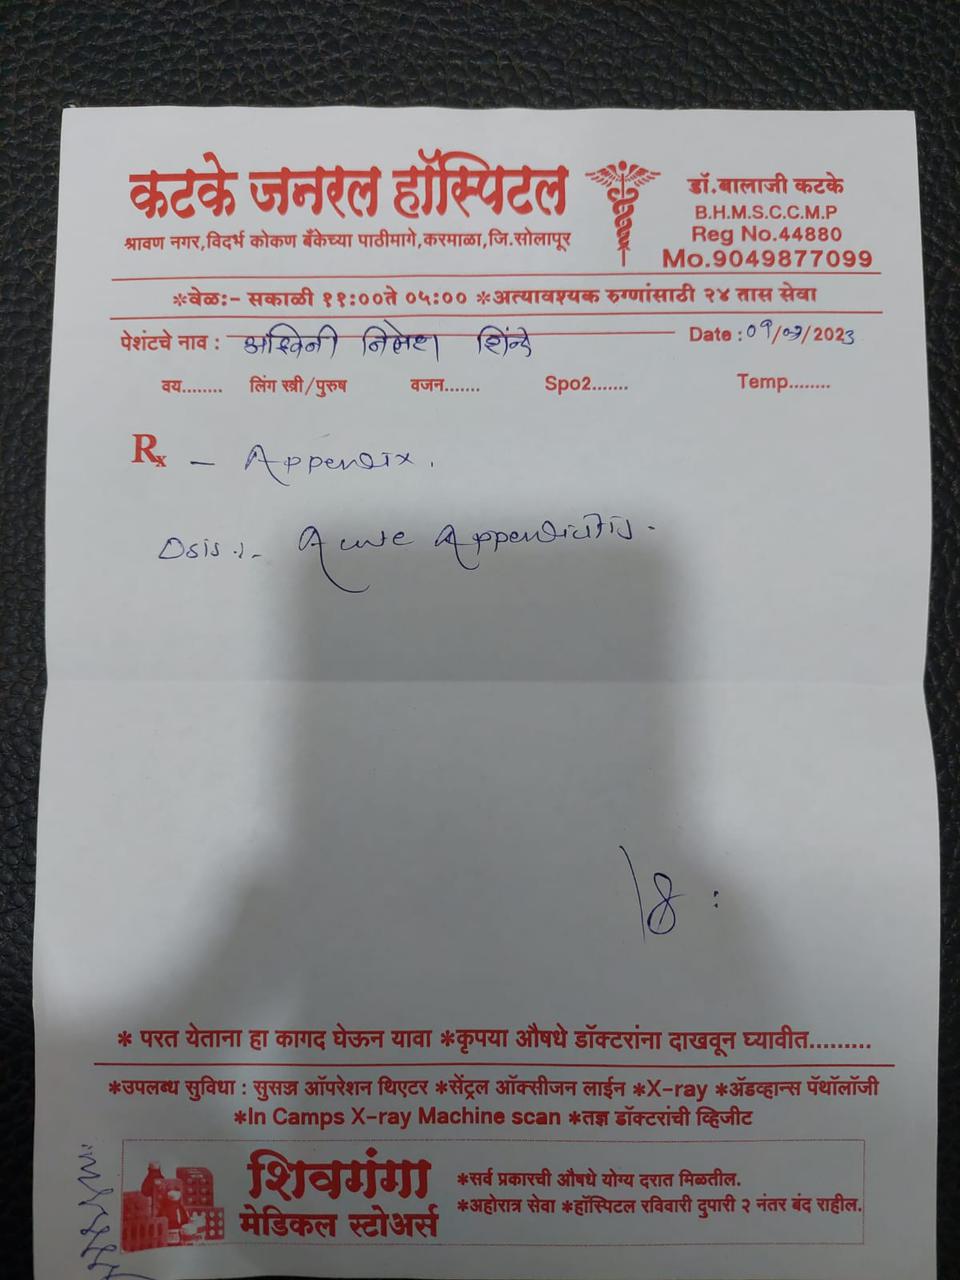 कटके जनरल हॉस्पिटल
श्रावण नगर,विदर्भ कोकण बँकेच्या पाठीमागे,करमाळा,जि.सोलापूर
डॉ.बालाजी कटके
B.H.M.S.C.C.M.P
Reg No.44880
Mo.9049877099
*वेळ:- सकाळी ११:००ते ०५:०० *अत्यावश्यक रुग्णांसाठी २४ तास सेवा
पेशंटचे नाव : अश्विनी निलेश शिंदे Date : 09/03/2023
वय........ लिंग स्त्री/पुरुष वजन....... Spo2....... Temp........
Rx - Appendix.
Dsis :- Acute Appendicitis.
* परत येताना हा कागद घेऊन यावा *कृपया औषधे डॉक्टरांना दाखवून घ्यावीत.........
*उपलब्ध सुविधा : सुसज्ज ऑपरेशन थिएटर *सेंट्रल ऑक्सीजन लाईन *X-ray *ॲडव्हान्स पॅथॉलॉजी
*In Camps X-ray Machine scan *तज्ञ डॉक्टरांची व्हिजीट
शिवगंगा
मेडिकल स्टोअर्स
*सर्व प्रकारची औषधे योग्य दरात मिळतील.
*अहोरात्र सेवा *हॉस्पिटल रविवारी दुपारी २ नंतर बंद राहील.